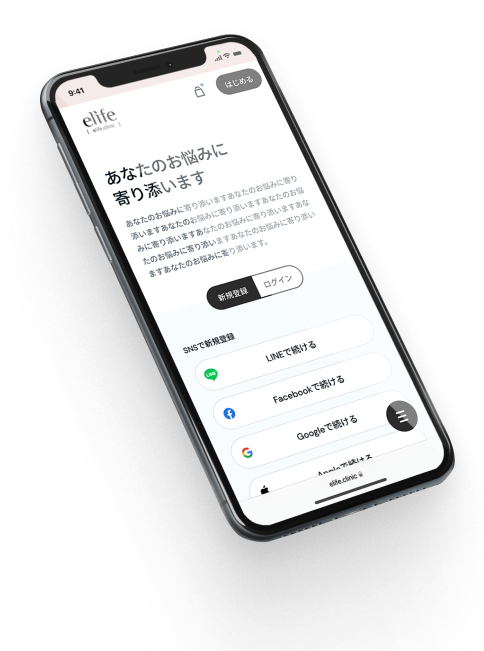 9:41
elife
[ elife.clinic ]
はじめる
あなたのお悩みに
寄り添います
あなたのお悩みに寄り添いますあなたのお悩みに寄り
添いますあなたのお悩みに寄り添いますあなたのお悩
みに寄り添いますあなたのお悩みに寄り添いますあな
たのお悩みに寄り添いますあなたのお悩みに寄り添い
ますあなたのお悩みに寄り添います。
新規登録
ログイン
SNSで新規登録
LINE
LINEで続ける
Facebookで続ける
Googleで続ける
Appleで続ける
elife.clinic